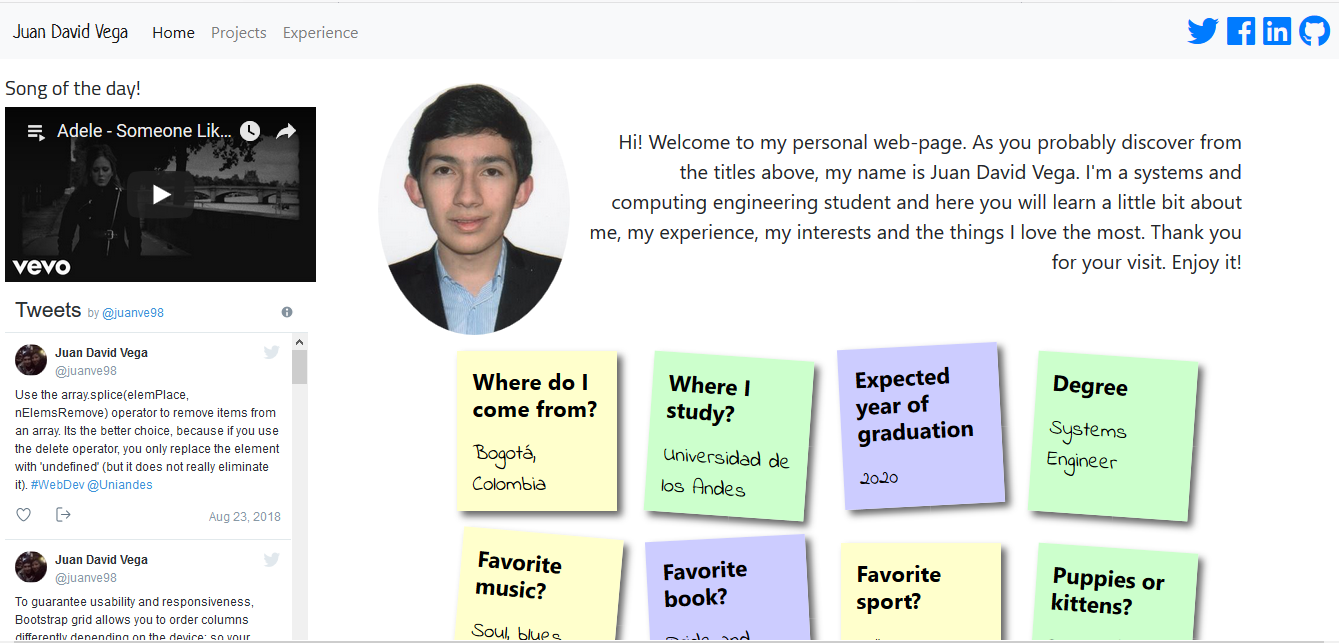 Juan David Vega Home Projects Experience
Song of the day!
Adele - Someone Lik...
vevo
Tweets by @juanve98
Juan David Vega
@juanve98
Use the array.splice(elemPlace,
nElemsRemove) operator to remove items from
an array. Its the better choice, because if you use
the delete operator, you only replace the element
with 'undefined' (but it does not really eliminate
it). #WebDev @Uniandes
Aug 23, 2018
Juan David Vega
@juanve98
To guarantee usability and responsiveness,
Bootstrap grid allows you to order columns
differently depending on the device: so your
Hi! Welcome to my personal web-page. As you probably discover from
the titles above, my name is Juan David Vega. I'm a systems and
computing engineering student and here you will learn a little bit about
me, my experience, my interests and the things I love the most. Thank you
for your visit. Enjoy it!
Where do I
come from?
Bogotá,
Colombia
Where I
study?
Universidad de
los Andes
Expected
year of
graduation
2020
Degree
Systems
Engineer
Favorite
music?
Soul, blues
Favorite
book?
Pride and
Favorite
sport?
Puppies or
kittens?